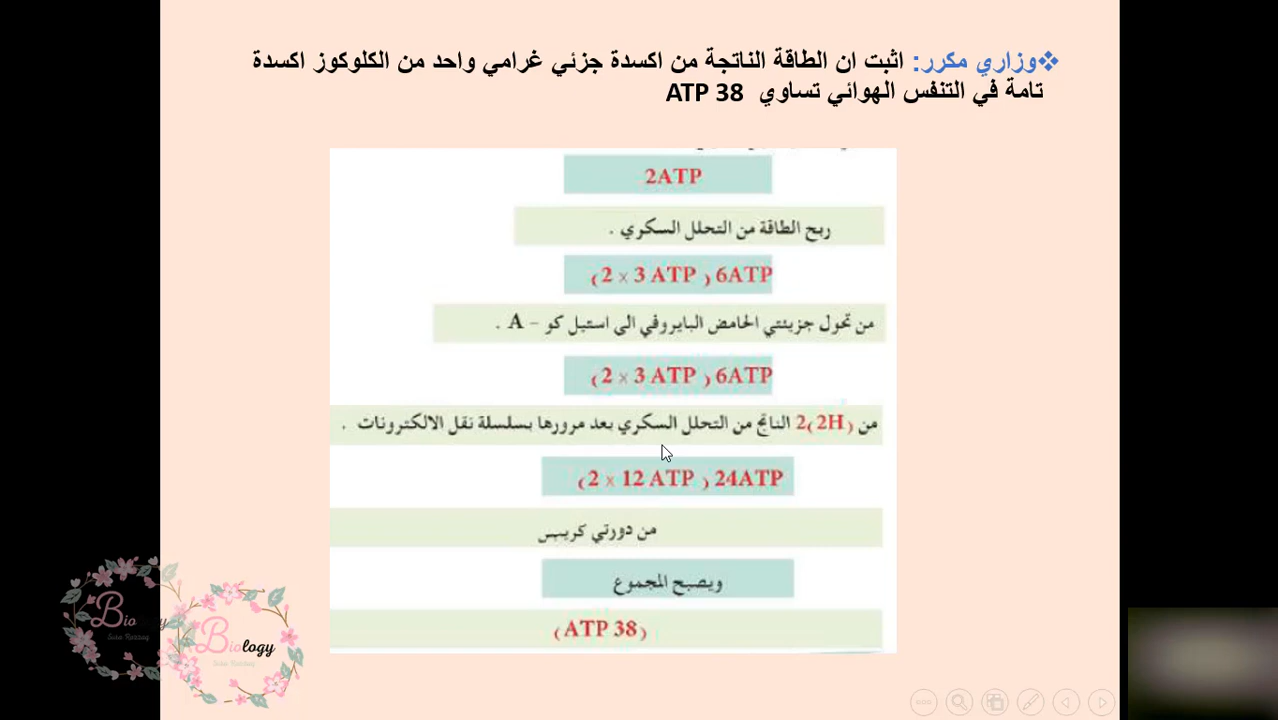 ❖وزاري مكرر: اثبت ان الطاقة الناتجة من اكسدة جزئي غرامي واحد من الكلوكوز اكسدة
تامة في التنفس الهوائي تساوي 38 ATP
2ATP
ربح الطاقة من التحلل السكري .
6ATP ( 2 × 3 ATP )
من تحول جزيئتي الحامض البايروفي الى استيل كو - A .
6ATP ( 2 × 3 ATP )
من 2(2H) الناتج من التحلل السكري بعد مرورها بسلسلة نقل الالكترونات .
24ATP ( 2 × 12 ATP )
من دورتي كريبس
ويصبح المجموع
(38 ATP)
Biology
Biology